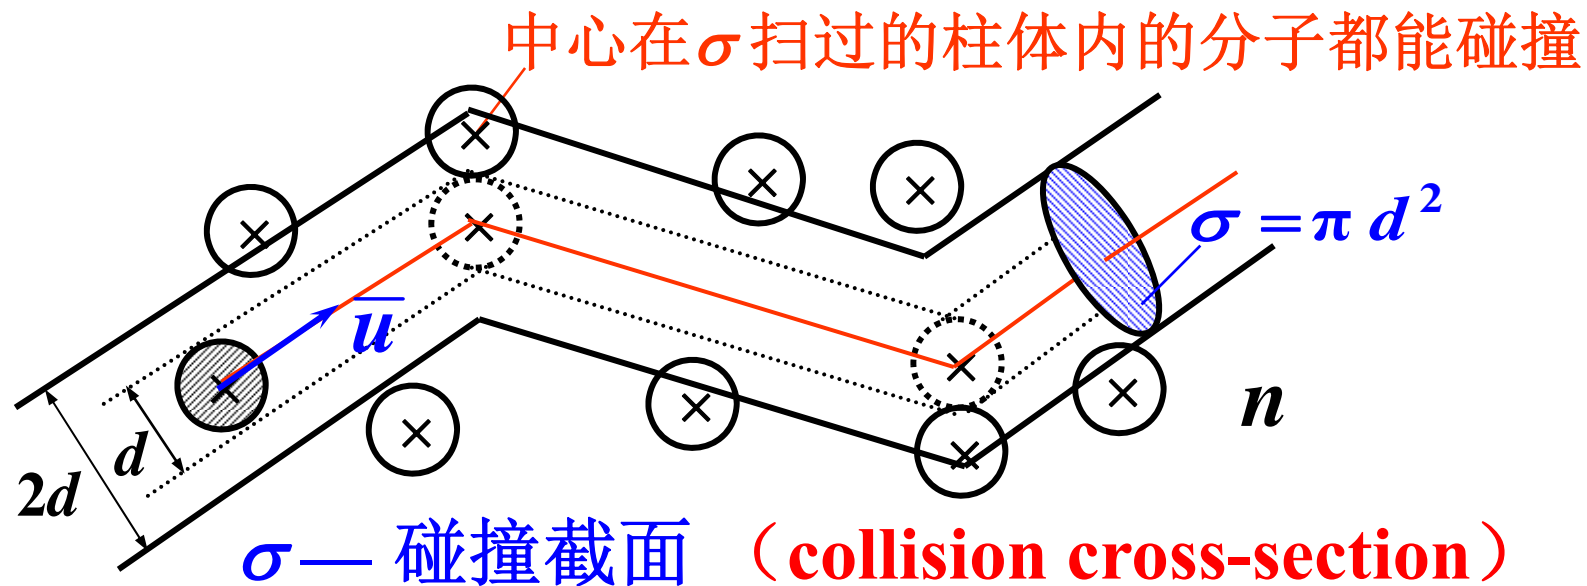 中心在σ扫过的柱体内的分子都能碰撞
σ=π d²
u̅
n
d
2d
σ— 碰撞截面 （collision cross-section）